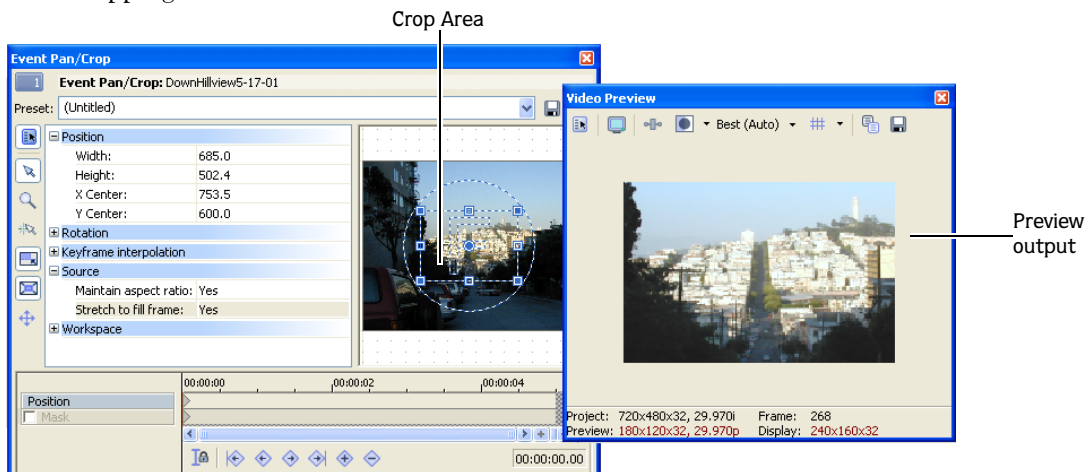 Crop Area
Event Pan/Crop
1 Event Pan/Crop: DownHillview5-17-01
Preset: (Untitled)
Position
Width: 685.0
Height: 502.4
X Center: 753.5
Y Center: 600.0
Rotation
Keyframe interpolation
Source
Maintain aspect ratio: Yes
Stretch to fill frame: Yes
Workspace
00:00:00 00:00:02 00:00:04
Position
Mask
00:00:00.00
Video Preview
Best (Auto)
Project: 720x480x32, 29.970i Frame: 268
Preview: 180x120x32, 29.970p Display: 240x160x32
Preview
output